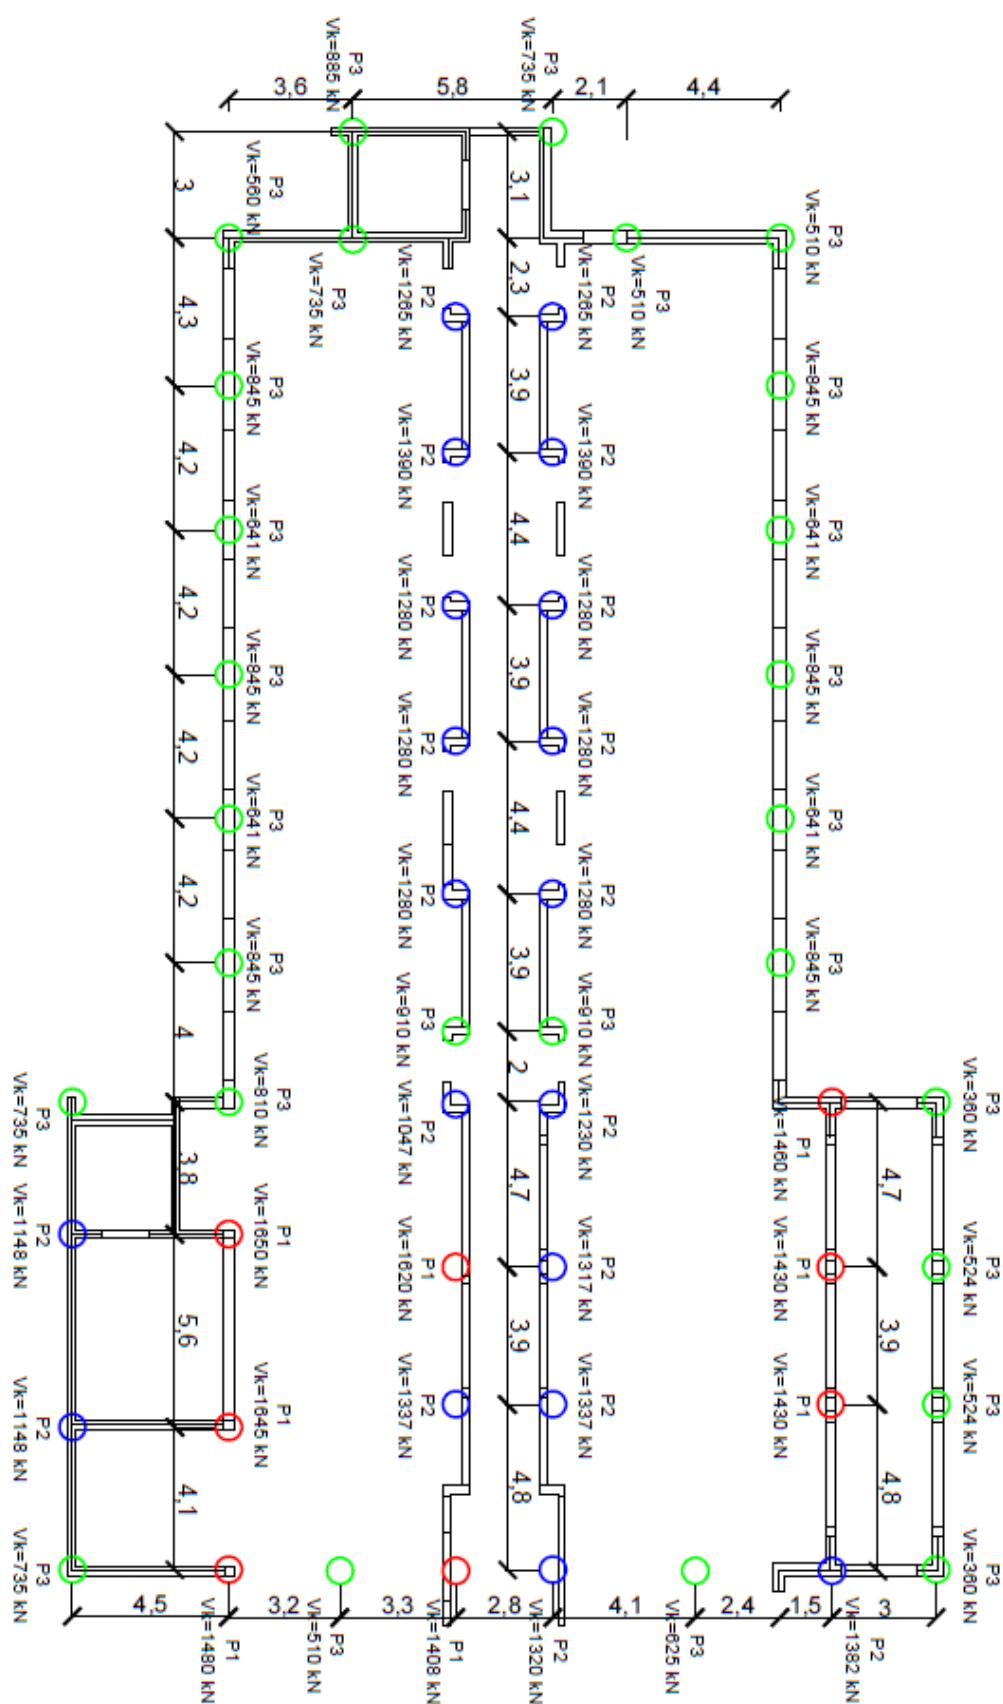 P3
Vk=885 kN
P3
Vk=735 kN
3,6
5,8
2,1
4,4
3
3,1
P3
Vk=560 kN
P3
Vk=735 kN
P3
Vk=510 kN
P3
Vk=510 kN
4,3
2,3
P2
Vk=1265 kN
P2
Vk=1265 kN
P3
Vk=845 kN
3,9
P3
Vk=845 kN
4,2
P2
Vk=1390 kN
P2
Vk=1390 kN
P3
Vk=641 kN
4,4
P3
Vk=641 kN
4,2
P2
Vk=1280 kN
P2
Vk=1280 kN
P3
Vk=845 kN
3,9
P3
Vk=845 kN
4,2
P2
Vk=1280 kN
P2
Vk=1280 kN
P3
Vk=641 kN
4,4
P3
Vk=641 kN
4,2
P2
Vk=1280 kN
P2
Vk=1280 kN
P3
Vk=845 kN
3,9
P3
Vk=845 kN
4
P3
Vk=910 kN
P3
Vk=910 kN
2
P3
Vk=735 kN
P3
Vk=810 kN
P2
Vk=1047 kN
P2
Vk=1230 kN
P1
Vk=1460 kN
P3
Vk=360 kN
3,8
4,7
4,7
P2
Vk=1148 kN
P1
Vk=1650 kN
P1
Vk=1620 kN
P2
Vk=1317 kN
P1
Vk=1430 kN
P3
Vk=524 kN
5,6
3,9
3,9
P2
Vk=1148 kN
P1
Vk=1645 kN
P2
Vk=1337 kN
P2
Vk=1337 kN
P1
Vk=1430 kN
P3
Vk=524 kN
4,1
4,8
4,8
P3
Vk=735 kN
P3
Vk=360 kN
4,5
3,2
3,3
2,8
4,1
2,4
1,5
3
P1
Vk=1480 kN
P3
Vk=510 kN
P1
Vk=1408 kN
P2
Vk=1320 kN
P3
Vk=625 kN
P2
Vk=1382 kN